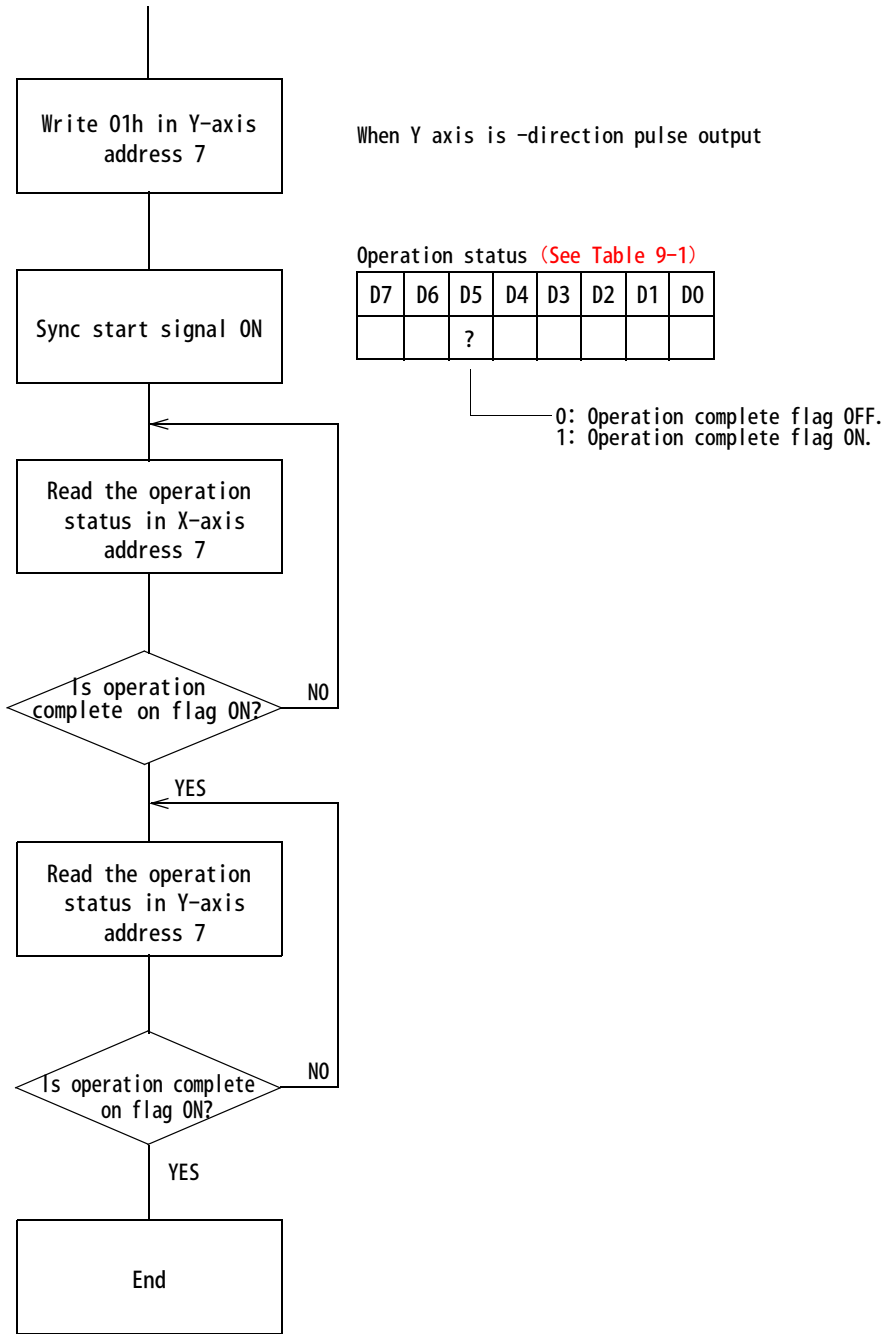 Write 01h in Y-axis
address 7
When Y axis is -direction pulse output
Sync start signal ON
Operation status (See Table 9-1)
D7 D6 D5 D4 D3 D2 D1 D0
?
0: Operation complete flag OFF.
1: Operation complete flag ON.
Read the operation
status in X-axis
address 7
Is operation
complete on flag ON?
NO
YES
Read the operation
status in Y-axis
address 7
Is operation complete
on flag ON?
NO
YES
End